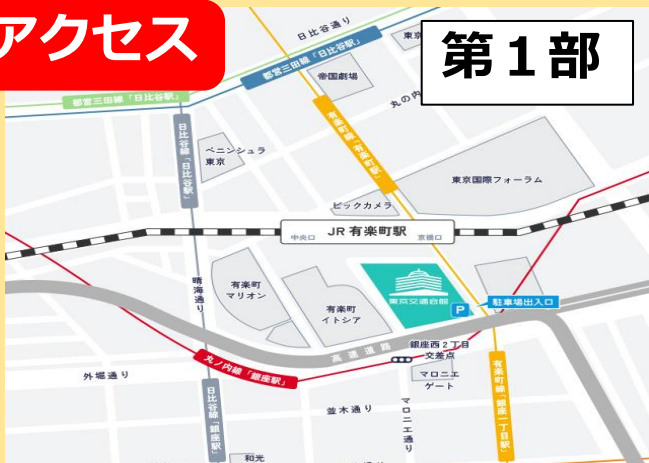 アクセス
第１部
日比谷通り
都営三田線「日比谷駅」
東京
都営三田線「日比谷駅」
帝国劇場
丸の内
有楽町線「有楽町駅」
日比谷線「日比谷駅」
ペニンシュラ
東京
東京国際フォーラム
ビックカメラ
中央口
JR 有楽町駅
京橋口
晴海通り
有楽町
マリオン
有楽町
イトシア
東京交通会館
P
駐車場出入口
高速道路
銀座西２丁目
交差点
丸ノ内線「銀座駅」
マロニエ
ゲート
外堀通り
日比谷線「銀座駅」
並木通り
マロニエ通り
有楽町線「銀座一丁目駅」
和光